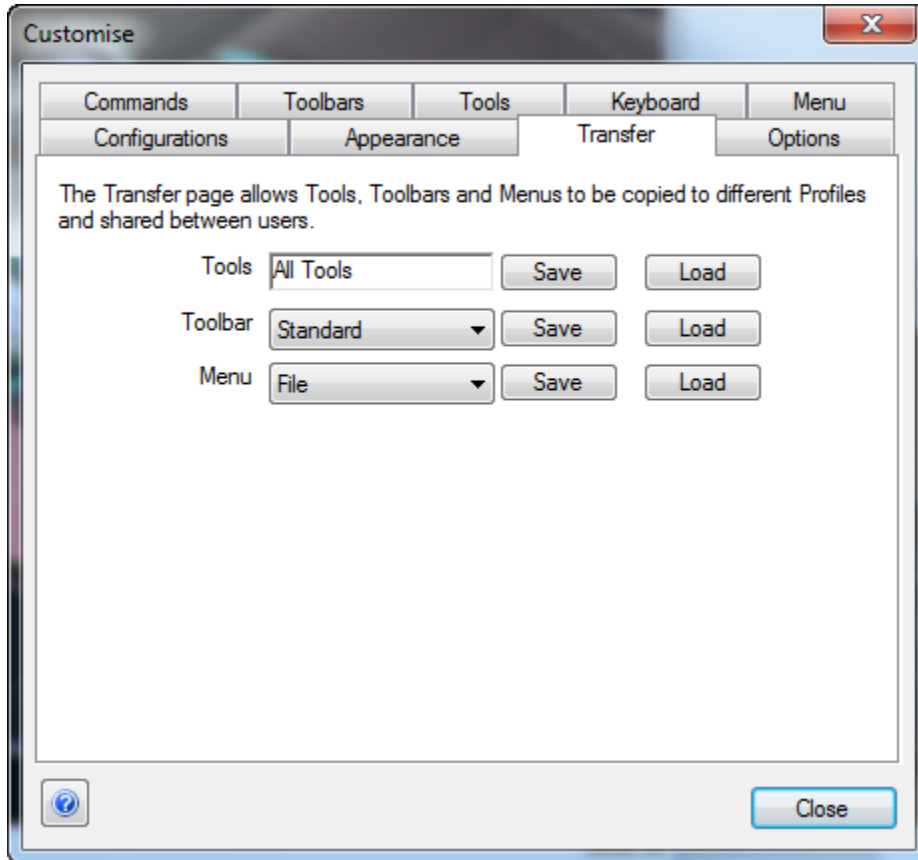 Customise
Commands Toolbars Tools Keyboard Menu
Configurations Appearance Transfer Options
The Transfer page allows Tools, Toolbars and Menus to be copied to different Profiles
and shared between users.
Tools All Tools Save Load
Toolbar Standard Save Load
Menu File Save Load
Close